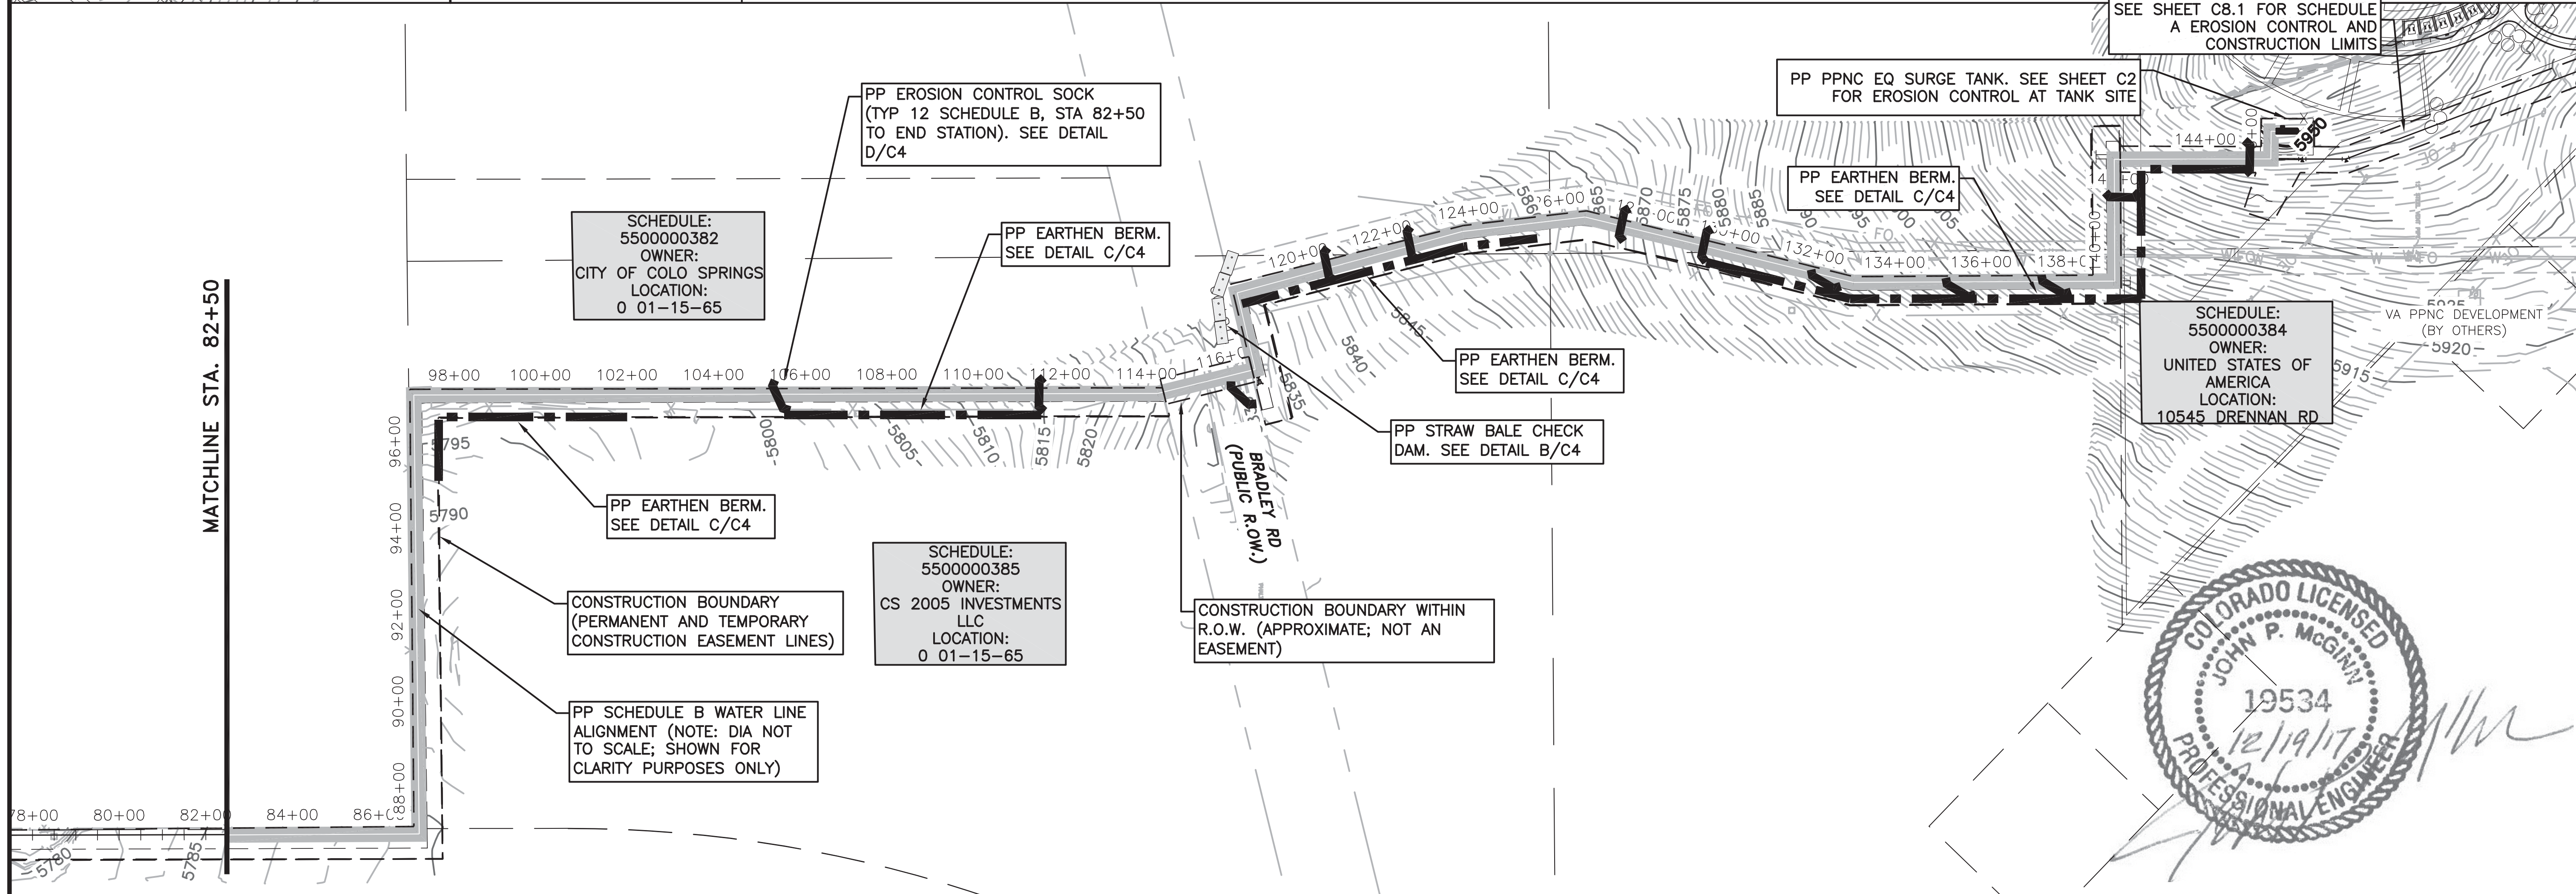 SEE SHEET C8.1 FOR SCHEDULE
A EROSION CONTROL AND
CONSTRUCTION LIMITS
PP PPNC EQ SURGE TANK. SEE SHEET C2
FOR EROSION CONTROL AT TANK SITE
PP EROSION CONTROL SOCK
(TYP 12 SCHEDULE B, STA 82+50
TO END STATION). SEE DETAIL
D/C4
PP EARTHEN BERM.
SEE DETAIL C/C4
PP EARTHEN BERM.
SEE DETAIL C/C4
SCHEDULE:
5500000382
OWNER:
CITY OF COLO SPRINGS
LOCATION:
0 01-15-65
MATCHLINE STA. 82+50
144+00
5950
120+00
122+00
124+00
5870
5875
5880
5885
FO
132+00
134+00
136+00
140+00
98+00
100+00
102+00
104+00
106+00
108+00
110+00
112+00
114+00
5845
5840
5835
PP EARTHEN BERM.
SEE DETAIL C/C4
SCHEDULE:
5500000384
OWNER:
UNITED STATES OF
AMERICA
LOCATION:
10545 DRENNAN RD
VA PPNC DEVELOPMENT
(BY OTHERS)
5920
5915
5795
5800
5805
5810
5815
5820
PP STRAW BALE CHECK
DAM. SEE DETAIL B/C4
BRADLEY RD
(PUBLIC R.OW.)
96+00
94+00
92+00
90+00
88+00
5790
PP EARTHEN BERM.
SEE DETAIL C/C4
CONSTRUCTION BOUNDARY
(PERMANENT AND TEMPORARY
CONSTRUCTION EASEMENT LINES)
SCHEDULE:
5500000385
OWNER:
CS 2005 INVESTMENTS
LLC
LOCATION:
0 01-15-65
CONSTRUCTION BOUNDARY WITHIN
R.O.W. (APPROXIMATE; NOT AN
EASEMENT)
PP SCHEDULE B WATER LINE
ALIGNMENT (NOTE: DIA NOT
TO SCALE; SHOWN FOR
CLARITY PURPOSES ONLY)
78+00
80+00
82+00
84+00
5780
5785
COLORADO LICENSED
JOHN P. McGINN
19534
12/19/17
PROFESSIONAL ENGINEER